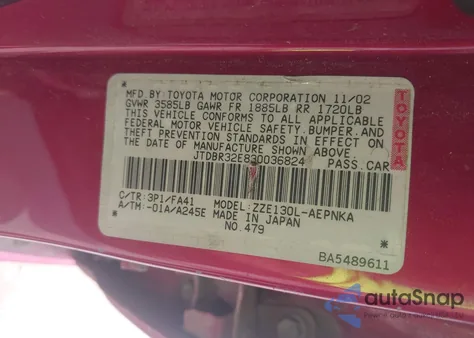 MFD BY: TOYOTA MOTOR CORPORATION 11/02
GVWR 3585LB GAWR FR 1885LB RR 1720LB
THIS VEHICLE CONFORMS TO ALL APPLICABLE
FEDERAL MOTOR VEHICLE SAFETY, BUMPER, AND
THEFT PREVENTION STANDARDS IN EFFECT ON
THE DATE OF MANUFACTURE SHOWN ABOVE.
JTDBR32E830036824 PASS.CAR
TOYOTA
C/TR: 3P1/FA41 MODEL: ZZE130L-AEPNKA
A/TM: -01A/A245E MADE IN JAPAN
NO.479
BA5489611
autoSnap